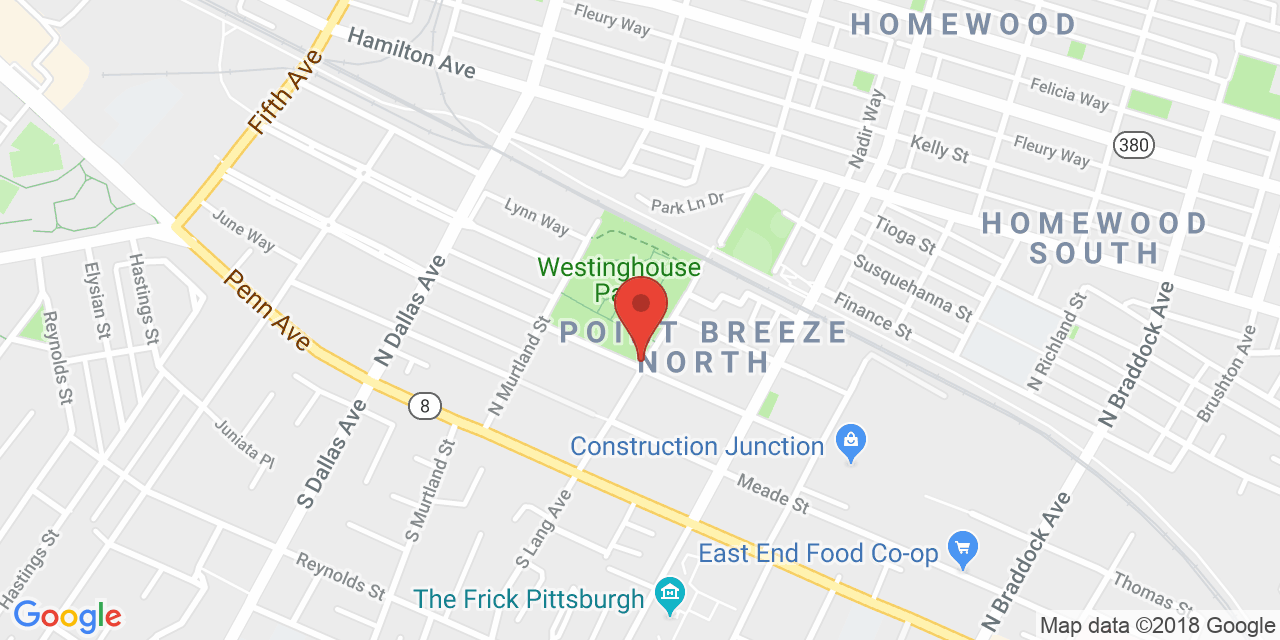 HOMEWOOD
Fleury Way
Hamilton Ave
Fifth Ave
Felicia Way
Nadir Way
Kelly St
Fleury Way
380
Park Ln Dr
Lynn Way
June Way
HOMEWOOD
SOUTH
Tioga St
Susquehanna St
Finance St
Westinghouse
Elysian St
Hastings St
Penn Ave
N Dallas Ave
N Murtland St
POINT BREEZE
NORTH
N Richland St
N Braddock Ave
Brushton Ave
Reynolds St
8
Juniata Pl
S Dallas Ave
S Murtland St
Construction Junction
Meade St
S Lang Ave
East End Food Co-op
N Braddock Ave
Hastings St
Reynolds St
The Frick Pittsburgh
Thomas St
Google
Map data ©2018 Google